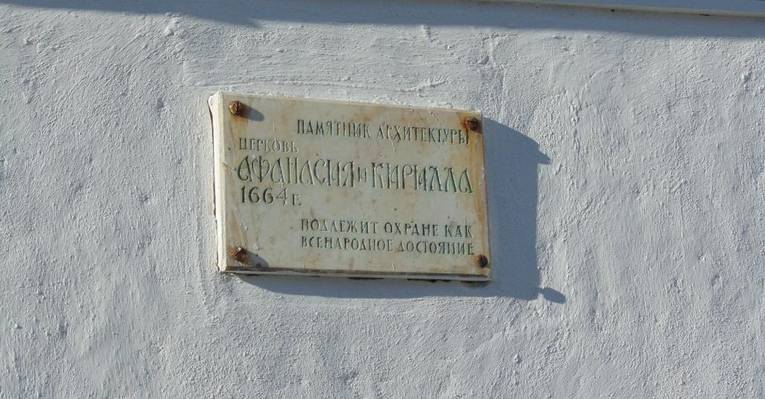 ПАМЯТНИК АРХИТЕКТУРЫ
ЦЕРКОВЬ
АФАНАСИЯ и КИРИЛЛА
1664 г.
ПОДЛЕЖИТ ОХРАНЕ КАК
ВСЕНАРОДНОЕ ДОСТОЯНИЕ